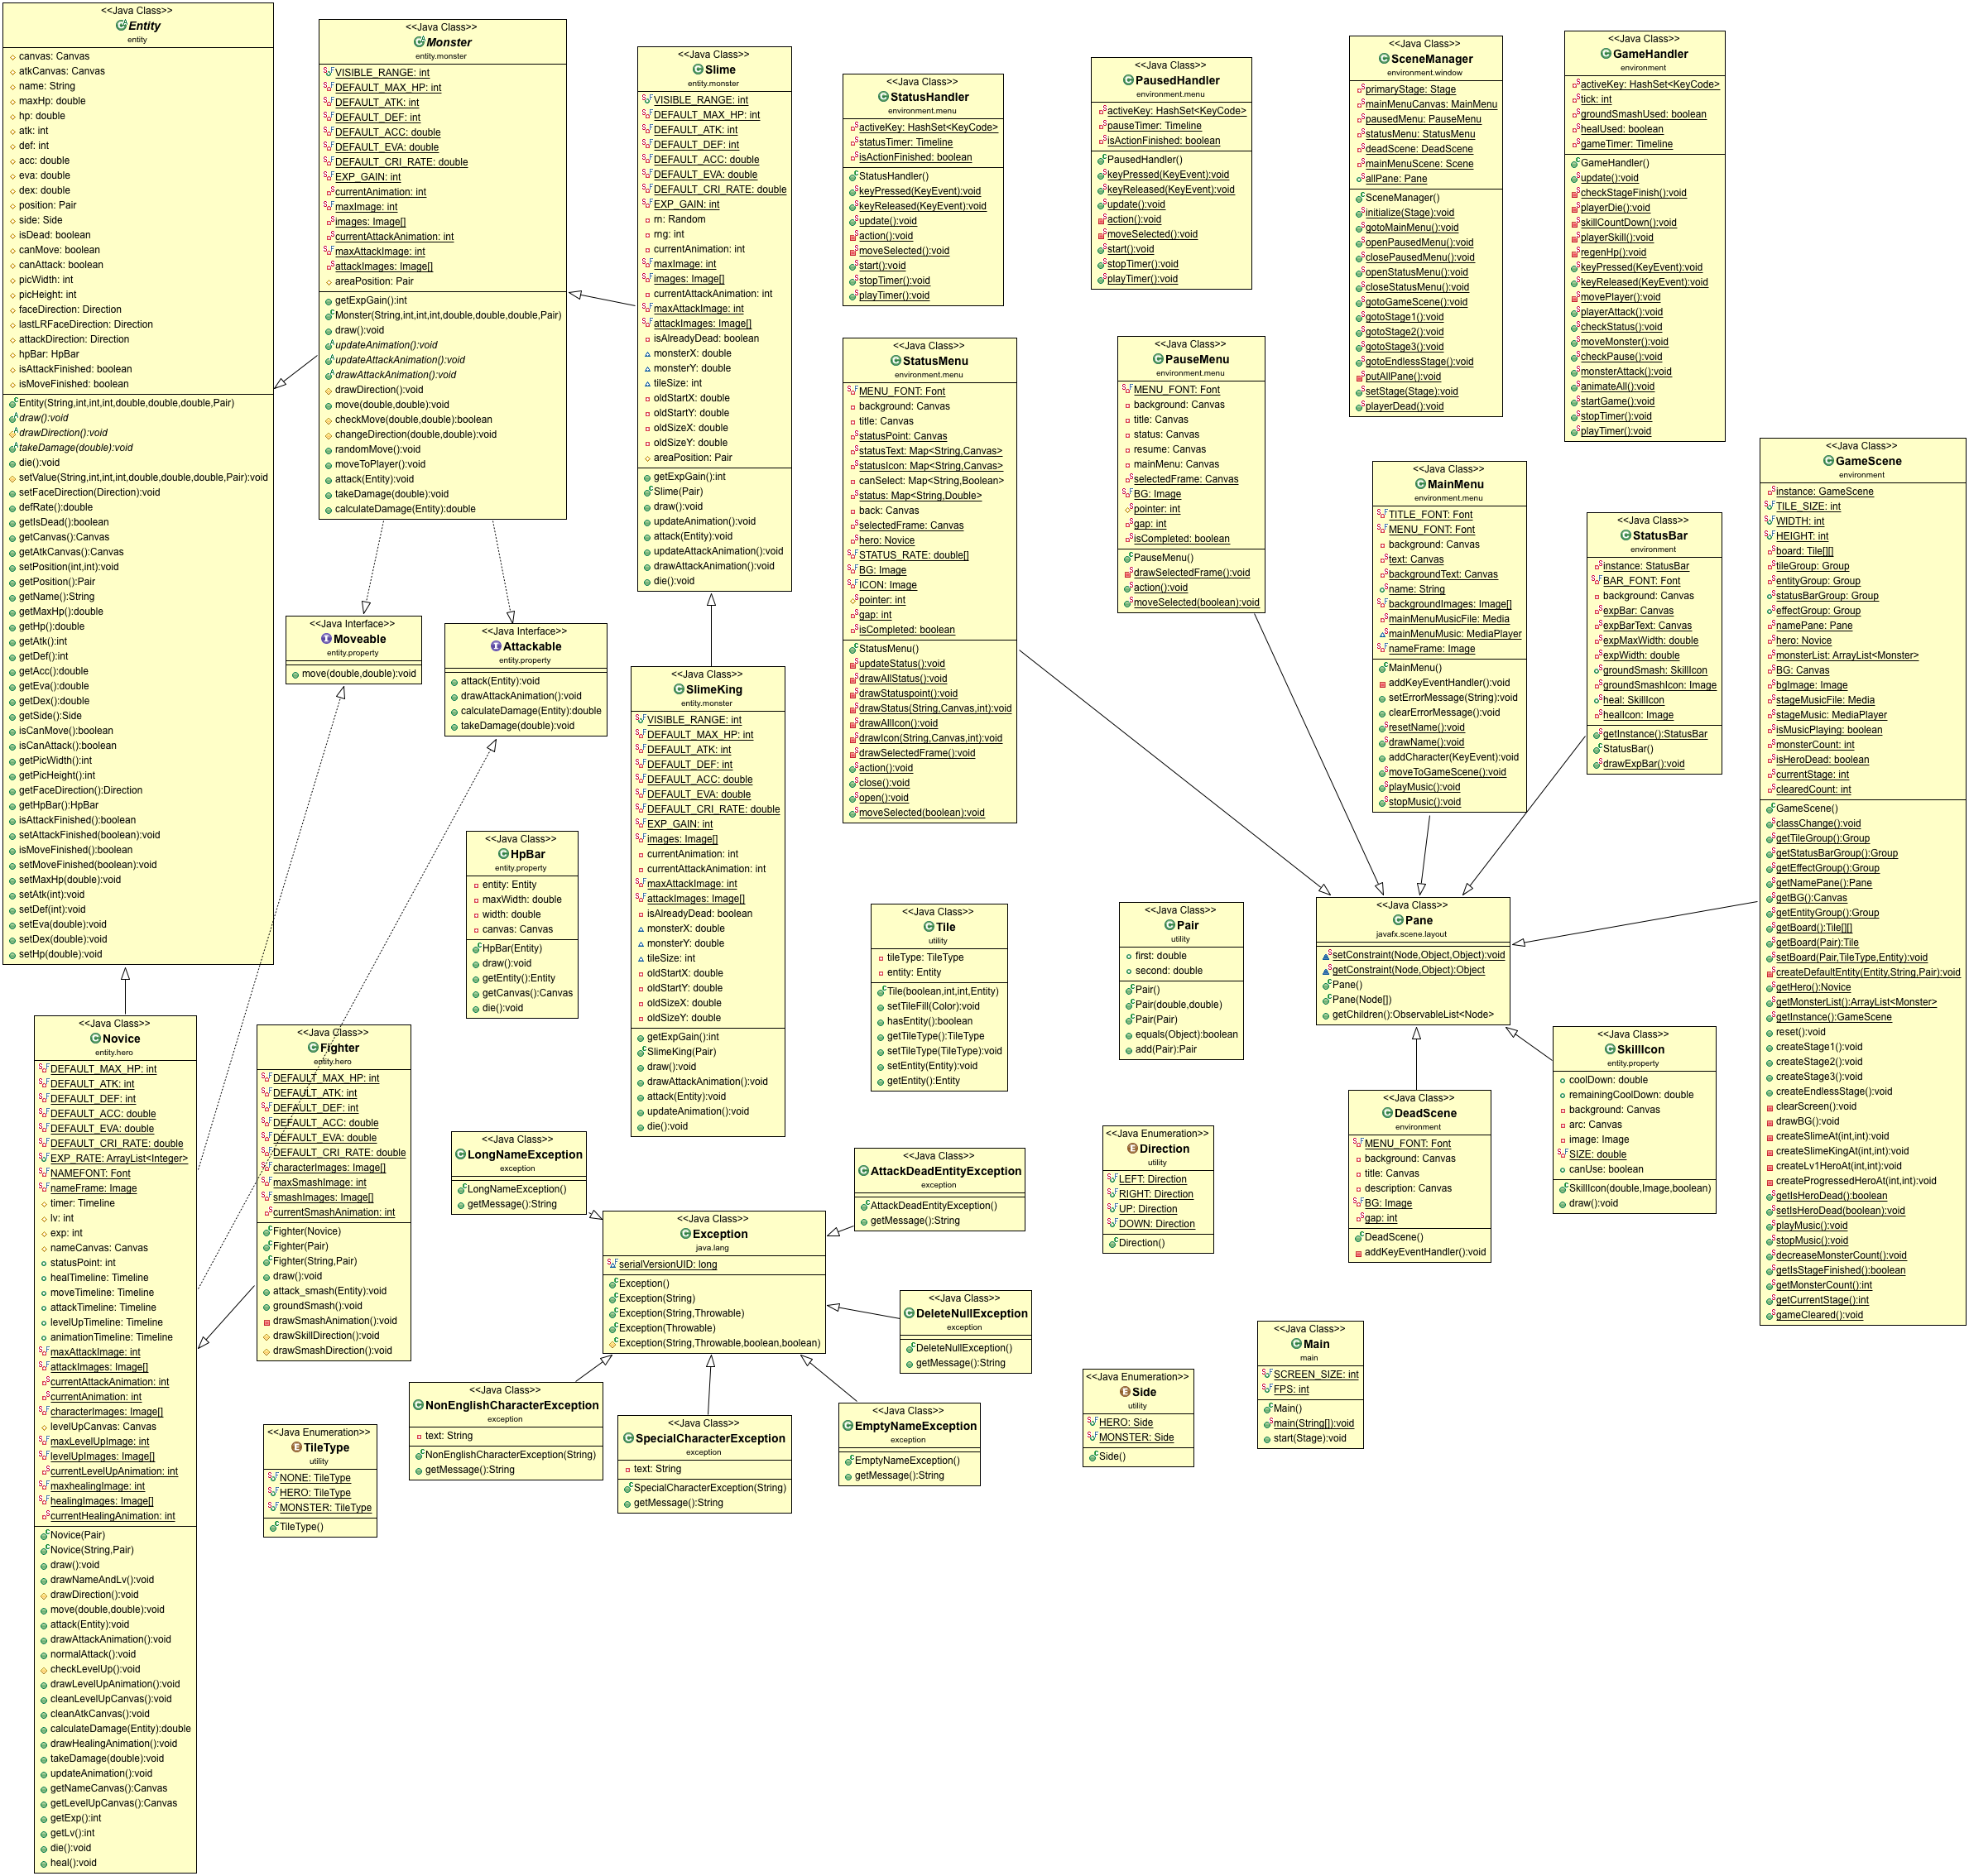 <<Java Class>>
Entity
entity
canvas: Canvas
atkCanvas: Canvas
name: String
maxHp: double
hp: double
atk: int
def: int
acc: double
eva: double
dex: double
position: Pair
side: Side
isDead: boolean
canMove: boolean
canAttack: boolean
picWidth: int
picHeight: int
faceDirection: Direction
lastLRFaceDirection: Direction
attackDirection: Direction
hpBar: HpBar
isAttackFinished: boolean
isMoveFinished: boolean
Entity(String,int,int,int,double,double,double,Pair)
draw():void
drawDirection():void
takeDamage(double):void
die():void
setValue(String,int,int,int,double,double,double,Pair):void
setFaceDirection(Direction):void
defRate():double
getIsDead():boolean
getCanvas():Canvas
getAtkCanvas():Canvas
setPosition(int,int):void
getPosition():Pair
getName():String
getMaxHp():double
getHp():double
getAtk():int
getDef():int
getAcc():double
getEva():double
getDex():double
getSide():Side
isCanMove():boolean
isCanAttack():boolean
getPicWidth():int
getPicHeight():int
getFaceDirection():Direction
getHpBar():HpBar
isAttackFinished():boolean
setAttackFinished(boolean):void
isMoveFinished():boolean
setMoveFinished(boolean):void
setMaxHp(double):void
setAtk(int):void
setDef(int):void
setEva(double):void
setDex(double):void
setHp(double):void
<<Java Class>>
Monster
entity.monster
VISIBLE_RANGE: int
DEFAULT_MAX_HP: int
DEFAULT_ATK: int
DEFAULT_DEF: int
DEFAULT_ACC: double
DEFAULT_EVA: double
DEFAULT_CRI_RATE: double
EXP_GAIN: int
currentAnimation: int
maxImage: int
images: Image[]
currentAttackAnimation: int
maxAttackImage: int
attackImages: Image[]
areaPosition: Pair
getExpGain():int
Monster(String,int,int,int,double,double,double,Pair)
draw():void
updateAnimation():void
updateAttackAnimation():void
drawAttackAnimation():void
drawDirection():void
move(double,double):void
checkMove(double,double):boolean
changeDirection(double,double):void
randomMove():void
moveToPlayer():void
attack(Entity):void
takeDamage(double):void
calculateDamage(Entity):double
<<Java Class>>
Slime
entity.monster
VISIBLE_RANGE: int
DEFAULT_MAX_HP: int
DEFAULT_ATK: int
DEFAULT_DEF: int
DEFAULT_ACC: double
DEFAULT_EVA: double
DEFAULT_CRI_RATE: double
EXP_GAIN: int
rn: Random
rng: int
currentAnimation: int
maxImage: int
images: Image[]
currentAttackAnimation: int
maxAttackImage: int
attackImages: Image[]
isAlreadyDead: boolean
monsterX: double
monsterY: double
tileSize: int
oldStartX: double
oldStartY: double
oldSizeX: double
oldSizeY: double
areaPosition: Pair
getExpGain():int
Slime(Pair)
draw():void
updateAnimation():void
attack(Entity):void
updateAttackAnimation():void
drawAttackAnimation():void
die():void
<<Java Class>>
StatusHandler
environment.menu
activeKey: HashSet<KeyCode>
statusTimer: Timeline
isActionFinished: boolean
StatusHandler()
keyPressed(KeyEvent):void
keyReleased(KeyEvent):void
update():void
action():void
moveSelected():void
start():void
stopTimer():void
playTimer():void
<<Java Class>>
PausedHandler
environment.menu
activeKey: HashSet<KeyCode>
pauseTimer: Timeline
isActionFinished: boolean
PausedHandler()
keyPressed(KeyEvent):void
keyReleased(KeyEvent):void
update():void
action():void
moveSelected():void
start():void
stopTimer():void
playTimer():void
<<Java Class>>
SceneManager
environment.window
primaryStage: Stage
mainMenuCanvas: MainMenu
pausedMenu: PauseMenu
statusMenu: StatusMenu
deadScene: DeadScene
mainMenuScene: Scene
allPane: Pane
SceneManager()
initialize(Stage):void
gotoMainMenu():void
openPausedMenu():void
closePausedMenu():void
openStatusMenu():void
closeStatusMenu():void
gotoGameScene():void
gotoStage1():void
gotoStage2():void
gotoStage3():void
gotoEndlessStage():void
putAllPane():void
setStage(Stage):void
playerDead():void
<<Java Class>>
GameHandler
environment
activeKey: HashSet<KeyCode>
tick: int
groundSmashUsed: boolean
healUsed: boolean
gameTimer: Timeline
GameHandler()
update():void
checkStageFinish():void
playerDie():void
skillCountDown():void
playerSkill():void
regenHp():void
keyPressed(KeyEvent):void
keyReleased(KeyEvent):void
movePlayer():void
playerAttack():void
checkStatus():void
moveMonster():void
checkPause():void
monsterAttack():void
animateAll():void
startGame():void
stopTimer():void
playTimer():void
<<Java Class>>
StatusMenu
environment.menu
MENU_FONT: Font
background: Canvas
title: Canvas
statusPoint: Canvas
statusText: Map<String,Canvas>
statusIcon: Map<String,Canvas>
canSelect: Map<String,Boolean>
status: Map<String,Double>
back: Canvas
selectedFrame: Canvas
hero: Novice
STATUS_RATE: double[]
BG: Image
ICON: Image
pointer: int
gap: int
isCompleted: boolean
StatusMenu()
updateStatus():void
drawAllStatus():void
drawStatuspoint():void
drawStatus(String,Canvas,int):void
drawAllIcon():void
drawIcon(String,Canvas,int):void
drawSelectedFrame():void
action():void
close():void
open():void
moveSelected(boolean):void
<<Java Class>>
PauseMenu
environment.menu
MENU_FONT: Font
background: Canvas
title: Canvas
status: Canvas
resume: Canvas
mainMenu: Canvas
selectedFrame: Canvas
BG: Image
pointer: int
gap: int
isCompleted: boolean
PauseMenu()
drawSelectedFrame():void
action():void
moveSelected(boolean):void
<<Java Class>>
MainMenu
environment.menu
TITLE_FONT: Font
MENU_FONT: Font
background: Canvas
text: Canvas
backgroundText: Canvas
name: String
backgroundImages: Image[]
mainMenuMusicFile: Media
mainMenuMusic: MediaPlayer
nameFrame: Image
MainMenu()
addKeyEventHandler():void
setErrorMessage(String):void
clearErrorMessage():void
resetName():void
drawName():void
addCharacter(KeyEvent):void
moveToGameScene():void
playMusic():void
stopMusic():void
<<Java Class>>
StatusBar
environment
instance: StatusBar
BAR_FONT: Font
background: Canvas
expBar: Canvas
expBarText: Canvas
expMaxWidth: double
expWidth: double
groundSmash: SkillIcon
groundSmashIcon: Image
heal: SkillIcon
healIcon: Image
getInstance():StatusBar
StatusBar()
drawExpBar():void
<<Java Class>>
GameScene
environment
instance: GameScene
TILE_SIZE: int
WIDTH: int
HEIGHT: int
board: Tile[][]
tileGroup: Group
entityGroup: Group
statusBarGroup: Group
effectGroup: Group
namePane: Pane
hero: Novice
monsterList: ArrayList<Monster>
BG: Canvas
bgImage: Image
stageMusicFile: Media
stageMusic: MediaPlayer
isMusicPlaying: boolean
monsterCount: int
isHeroDead: boolean
currentStage: int
clearedCount: int
GameScene()
classChange():void
getTileGroup():Group
getStatusBarGroup():Group
getEffectGroup():Group
getNamePane():Pane
getBG():Canvas
getEntityGroup():Group
getBoard():Tile[][]
getBoard(Pair):Tile
setBoard(Pair,TileType,Entity):void
createDefaultEntity(Entity,String,Pair):void
getHero():Novice
getMonsterList():ArrayList<Monster>
getInstance():GameScene
reset():void
createStage1():void
createStage2():void
createStage3():void
createEndlessStage():void
clearScreen():void
drawBG():void
createSlimeAt(int,int):void
createSlimeKingAt(int,int):void
createLv1HeroAt(int,int):void
createProgressedHeroAt(int,int):void
getIsHeroDead():boolean
setIsHeroDead(boolean):void
playMusic():void
stopMusic():void
decreaseMonsterCount():void
getIsStageFinished():boolean
getMonsterCount():int
getCurrentStage():int
gameCleared():void
<<Java Interface>>
Moveable
entity.property
move(double,double):void
<<Java Interface>>
Attackable
entity.property
attack(Entity):void
drawAttackAnimation():void
calculateDamage(Entity):double
takeDamage(double):void
<<Java Class>>
SlimeKing
entity.monster
VISIBLE_RANGE: int
DEFAULT_MAX_HP: int
DEFAULT_ATK: int
DEFAULT_DEF: int
DEFAULT_ACC: double
DEFAULT_EVA: double
DEFAULT_CRI_RATE: double
EXP_GAIN: int
images: Image[]
currentAnimation: int
currentAttackAnimation: int
maxAttackImage: int
attackImages: Image[]
isAlreadyDead: boolean
monsterX: double
monsterY: double
tileSize: int
oldStartX: double
oldStartY: double
oldSizeX: double
oldSizeY: double
getExpGain():int
SlimeKing(Pair)
draw():void
drawAttackAnimation():void
attack(Entity):void
updateAnimation():void
die():void
<<Java Class>>
HpBar
entity.property
entity: Entity
maxWidth: double
width: double
canvas: Canvas
HpBar(Entity)
draw():void
getEntity():Entity
getCanvas():Canvas
die():void
<<Java Class>>
Tile
utility
tileType: TileType
entity: Entity
Tile(boolean,int,int,Entity)
setTileFill(Color):void
hasEntity():boolean
getTileType():TileType
setTileType(TileType):void
setEntity(Entity):void
getEntity():Entity
<<Java Class>>
Pair
utility
first: double
second: double
Pair()
Pair(double,double)
Pair(Pair)
equals(Object):boolean
add(Pair):Pair
<<Java Class>>
Pane
javafx.scene.layout
setConstraint(Node,Object,Object):void
getConstraint(Node,Object):Object
Pane()
Pane(Node[])
getChildren():ObservableList<Node>
<<Java Class>>
Novice
entity.hero
DEFAULT_MAX_HP: int
DEFAULT_ATK: int
DEFAULT_DEF: int
DEFAULT_ACC: double
DEFAULT_EVA: double
DEFAULT_CRI_RATE: double
EXP_RATE: ArrayList<Integer>
NAMEFONT: Font
nameFrame: Image
timer: Timeline
lv: int
exp: int
nameCanvas: Canvas
statusPoint: int
healTimeline: Timeline
moveTimeline: Timeline
attackTimeline: Timeline
levelUpTimeline: Timeline
animationTimeline: Timeline
maxAttackImage: int
attackImages: Image[]
currentAttackAnimation: int
currentAnimation: int
characterImages: Image[]
levelUpCanvas: Canvas
maxLevelUpImage: int
levelUpImages: Image[]
currentLevelUpAnimation: int
maxhealingImage: int
healingImages: Image[]
currentHealingAnimation: int
Novice(Pair)
Novice(String,Pair)
draw():void
drawNameAndLv():void
drawDirection():void
move(double,double):void
attack(Entity):void
drawAttackAnimation():void
normalAttack():void
checkLevelUp():void
drawLevelUpAnimation():void
cleanLevelUpCanvas():void
cleanAtkCanvas():void
calculateDamage(Entity):double
drawHealingAnimation():void
takeDamage(double):void
updateAnimation():void
getNameCanvas():Canvas
getLevelUpCanvas():Canvas
getExp():int
getLv():int
die():void
heal():void
<<Java Class>>
Fighter
entity.hero
DEFAULT_MAX_HP: int
DEFAULT_ATK: int
DEFAULT_DEF: int
DEFAULT_ACC: double
DEFAULT_EVA: double
DEFAULT_CRI_RATE: double
characterImages: Image[]
maxSmashImage: int
smashImages: Image[]
currentSmashAnimation: int
Fighter(Novice)
Fighter(Pair)
Fighter(String,Pair)
draw():void
attack_smash(Entity):void
groundSmash():void
drawSmashAnimation():void
drawSkillDirection():void
drawSmashDirection():void
<<Java Class>>
SkillIcon
entity.property
coolDown: double
remainingCoolDown: double
background: Canvas
arc: Canvas
image: Image
SIZE: double
canUse: boolean
SkillIcon(double,Image,boolean)
draw():void
<<Java Class>>
DeadScene
environment
MENU_FONT: Font
background: Canvas
title: Canvas
description: Canvas
BG: Image
gap: int
DeadScene()
addKeyEventHandler():void
<<Java Class>>
LongNameException
exception
LongNameException()
getMessage():String
<<Java Class>>
AttackDeadEntityException
exception
AttackDeadEntityException()
getMessage():String
<<Java Enumeration>>
Direction
utility
LEFT: Direction
RIGHT: Direction
UP: Direction
DOWN: Direction
Direction()
<<Java Class>>
Exception
java.lang
serialVersionUID: long
Exception()
Exception(String)
Exception(String,Throwable)
Exception(Throwable)
Exception(String,Throwable,boolean,boolean)
<<Java Class>>
DeleteNullException
exception
DeleteNullException()
getMessage():String
<<Java Class>>
Main
main
SCREEN_SIZE: int
FPS: int
Main()
main(String[]):void
start(Stage):void
<<Java Enumeration>>
Side
utility
HERO: Side
MONSTER: Side
Side()
<<Java Class>>
NonEnglishCharacterException
exception
text: String
NonEnglishCharacterException(String)
getMessage():String
<<Java Class>>
SpecialCharacterException
exception
text: String
SpecialCharacterException(String)
getMessage():String
<<Java Class>>
EmptyNameException
exception
EmptyNameException()
getMessage():String
<<Java Enumeration>>
TileType
utility
NONE: TileType
HERO: TileType
MONSTER: TileType
TileType()